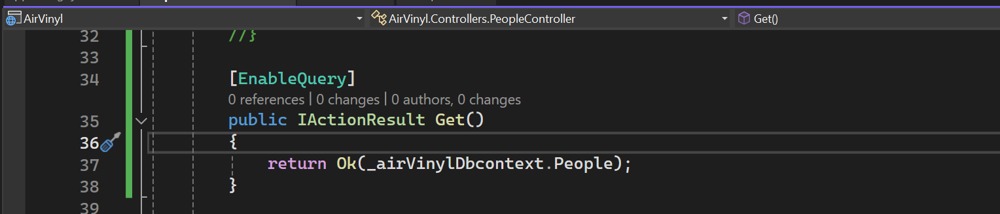 AirVinyl AirVinyl.Controllers.PeopleController Get()
32 //}
33
34 [EnableQuery]
0 references | 0 changes | 0 authors, 0 changes
35 public IActionResult Get()
36 {
37 return Ok(_airVinylDbcontext.People);
38 }
39